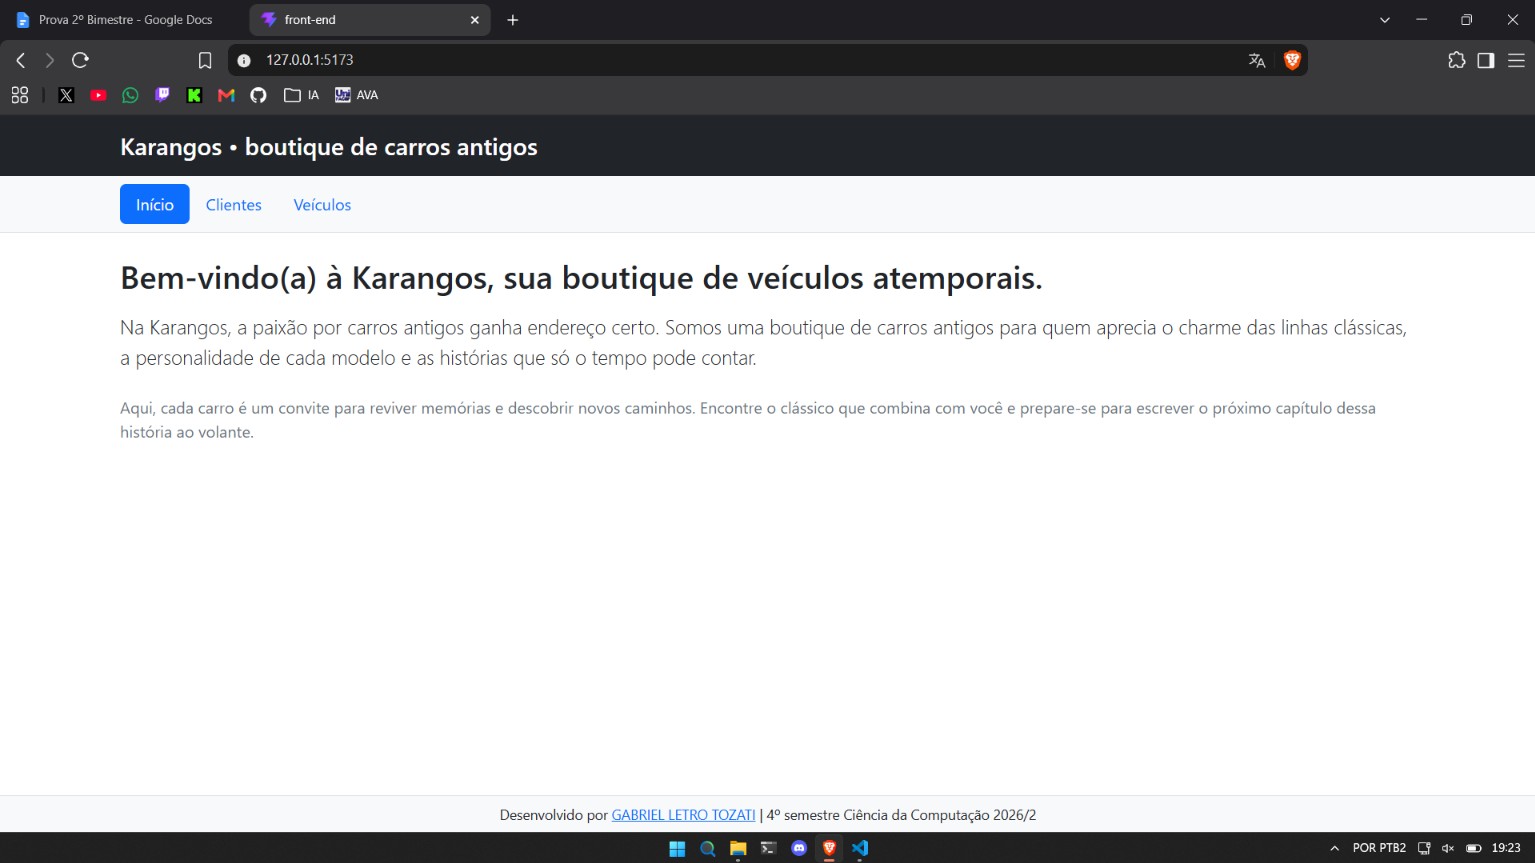 Prova 2º Bimestre - Google Docs
front-end
127.0.0.1:5173
IA
AVA
Karangos • boutique de carros antigos
Início
Clientes
Veículos
Bem-vindo(a) à Karangos, sua boutique de veículos atemporais.
Na Karangos, a paixão por carros antigos ganha endereço certo. Somos uma boutique de carros antigos para quem aprecia o charme das linhas clássicas,
a personalidade de cada modelo e as histórias que só o tempo pode contar.
Aqui, cada carro é um convite para reviver memórias e descobrir novos caminhos. Encontre o clássico que combina com você e prepare-se para escrever o próximo capítulo dessa
história ao volante.
Desenvolvido por GABRIEL LETRO TOZATI | 4º semestre Ciência da Computação 2026/2
POR PTB2
19:23